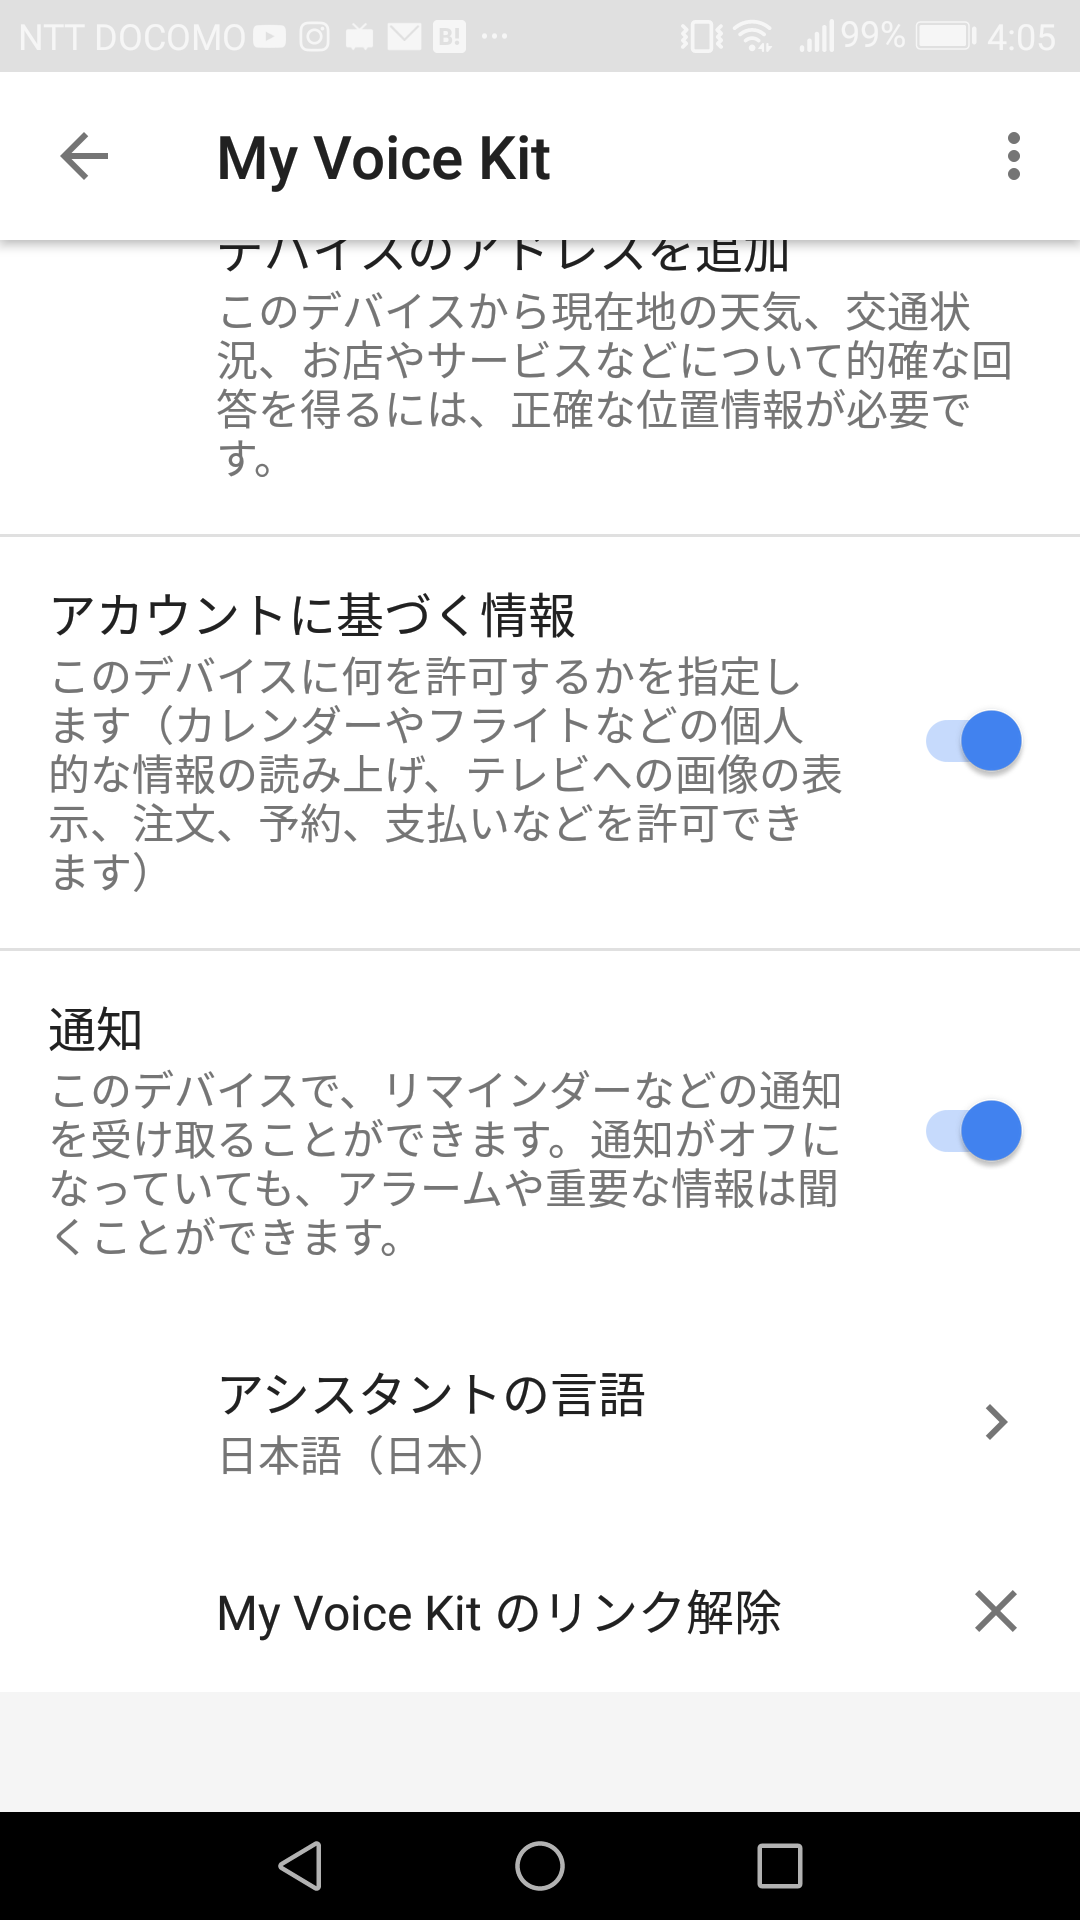 NTT DOCOMO B! 99% 4:05
My Voice Kit
デバイスのアドレスを追加
このデバイスから現在地の天気、交通状
況、お店やサービスなどについて的確な回
答を得るには、正確な位置情報が必要で
す。
アカウントに基づく情報
このデバイスに何を許可するかを指定し
ます（カレンダーやフライトなどの個人
的な情報の読み上げ、テレビへの画像の表
示、注文、予約、支払いなどを許可でき
ます）
通知
このデバイスで、リマインダーなどの通知
を受け取ることができます。通知がオフに
なっていても、アラームや重要な情報は聞
くことができます。
アシスタントの言語
日本語（日本）
My Voice Kit のリンク解除